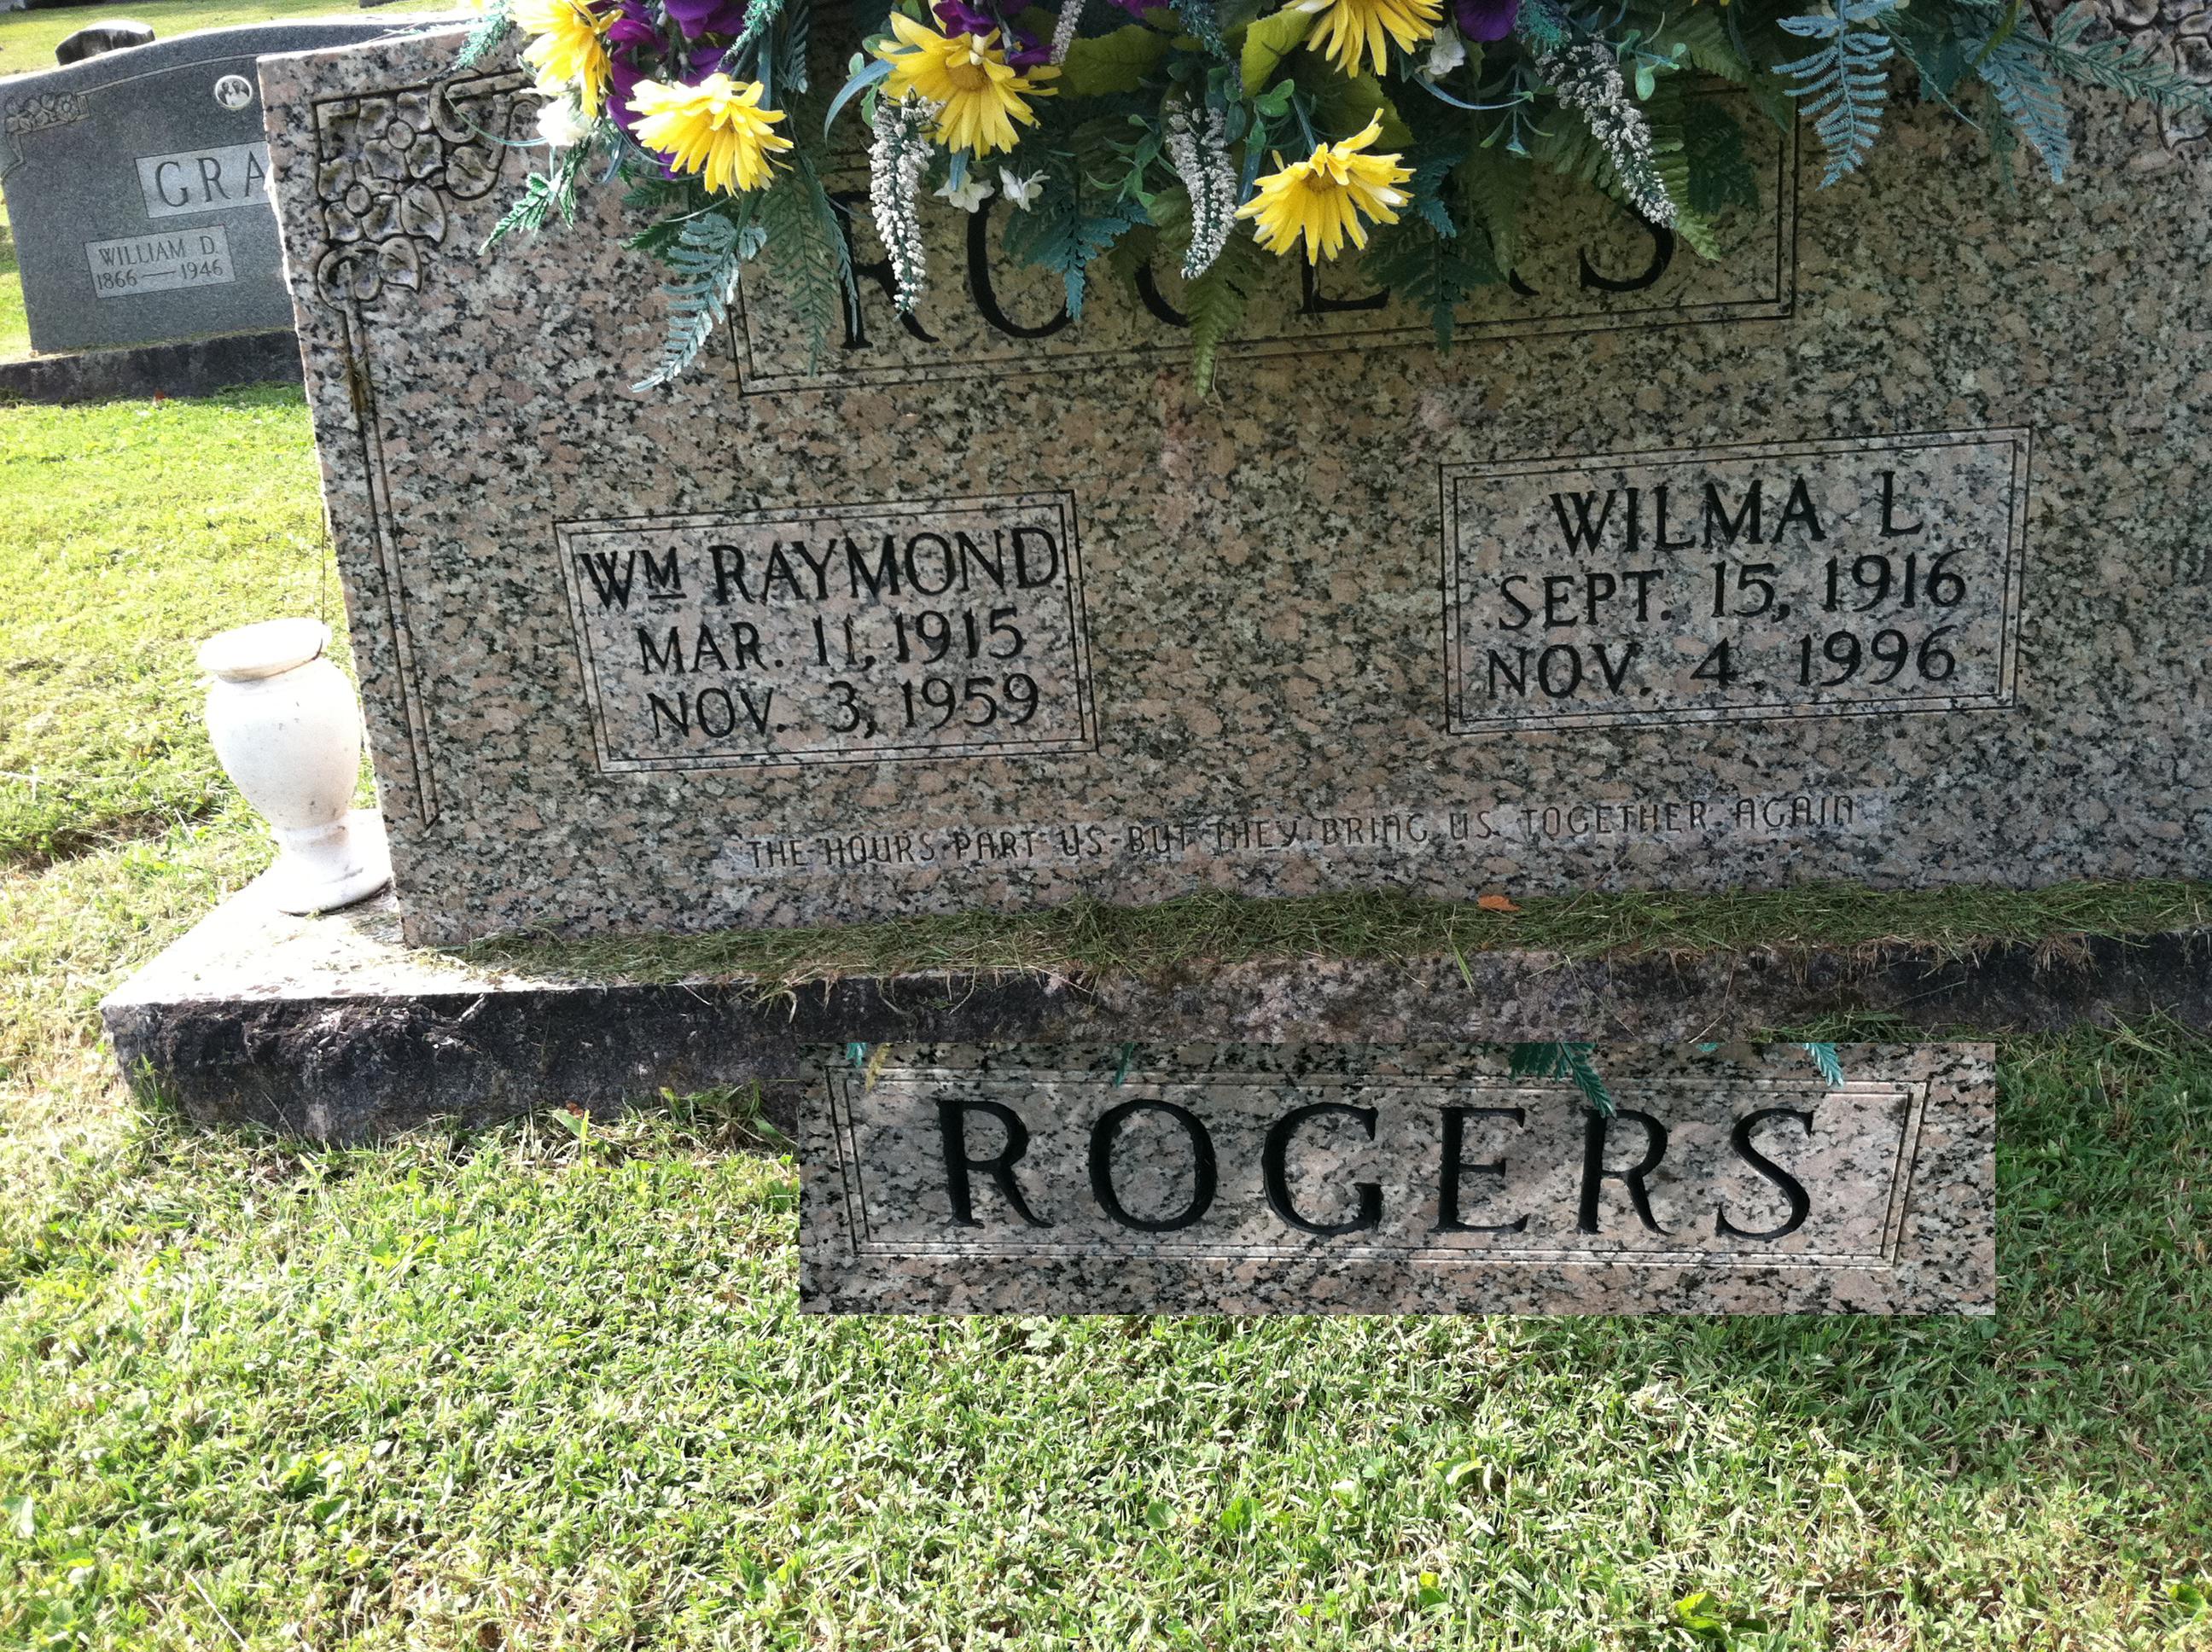 GRA
WILLIAM D.
1866—1946
ROGERS
WM RAYMOND
MAR. 11, 1915
NOV. 3, 1959
WILMA L.
SEPT. 15, 1916
NOV. 4, 1996
THE HOURS PART US BUT THEY BRING US TOGETHER AGAIN
ROGERS